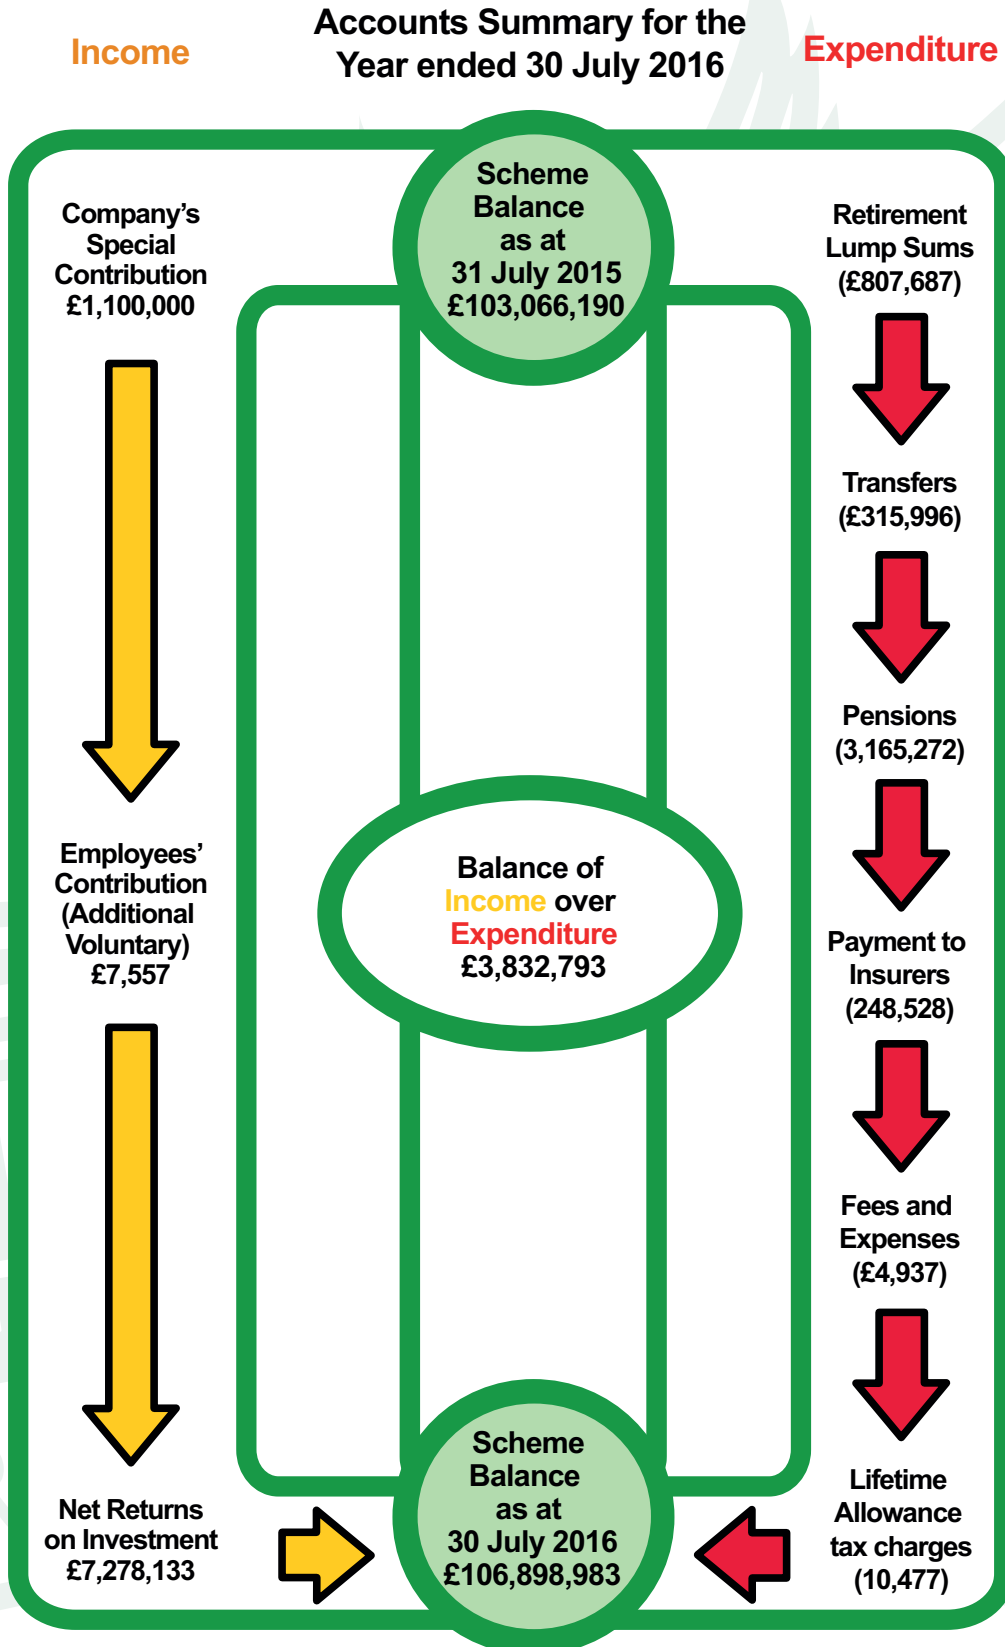 Income
Accounts Summary for the
Year ended 30 July 2016
Expenditure
Scheme
Balance
as at
31 July 2015
£103,066,190
Company’s
Special
Contribution
£1,100,000
Employees’
Contribution
(Additional
Voluntary)
£7,557
Net Returns
on Investment
£7,278,133
Balance of
Income over
Expenditure
£3,832,793
Retirement
Lump Sums
(£807,687)
Transfers
(£315,996)
Pensions
(3,165,272)
Payment to
Insurers
(248,528)
Fees and
Expenses
(£4,937)
Lifetime
Allowance
tax charges
(10,477)
Scheme
Balance
as at
30 July 2016
£106,898,983